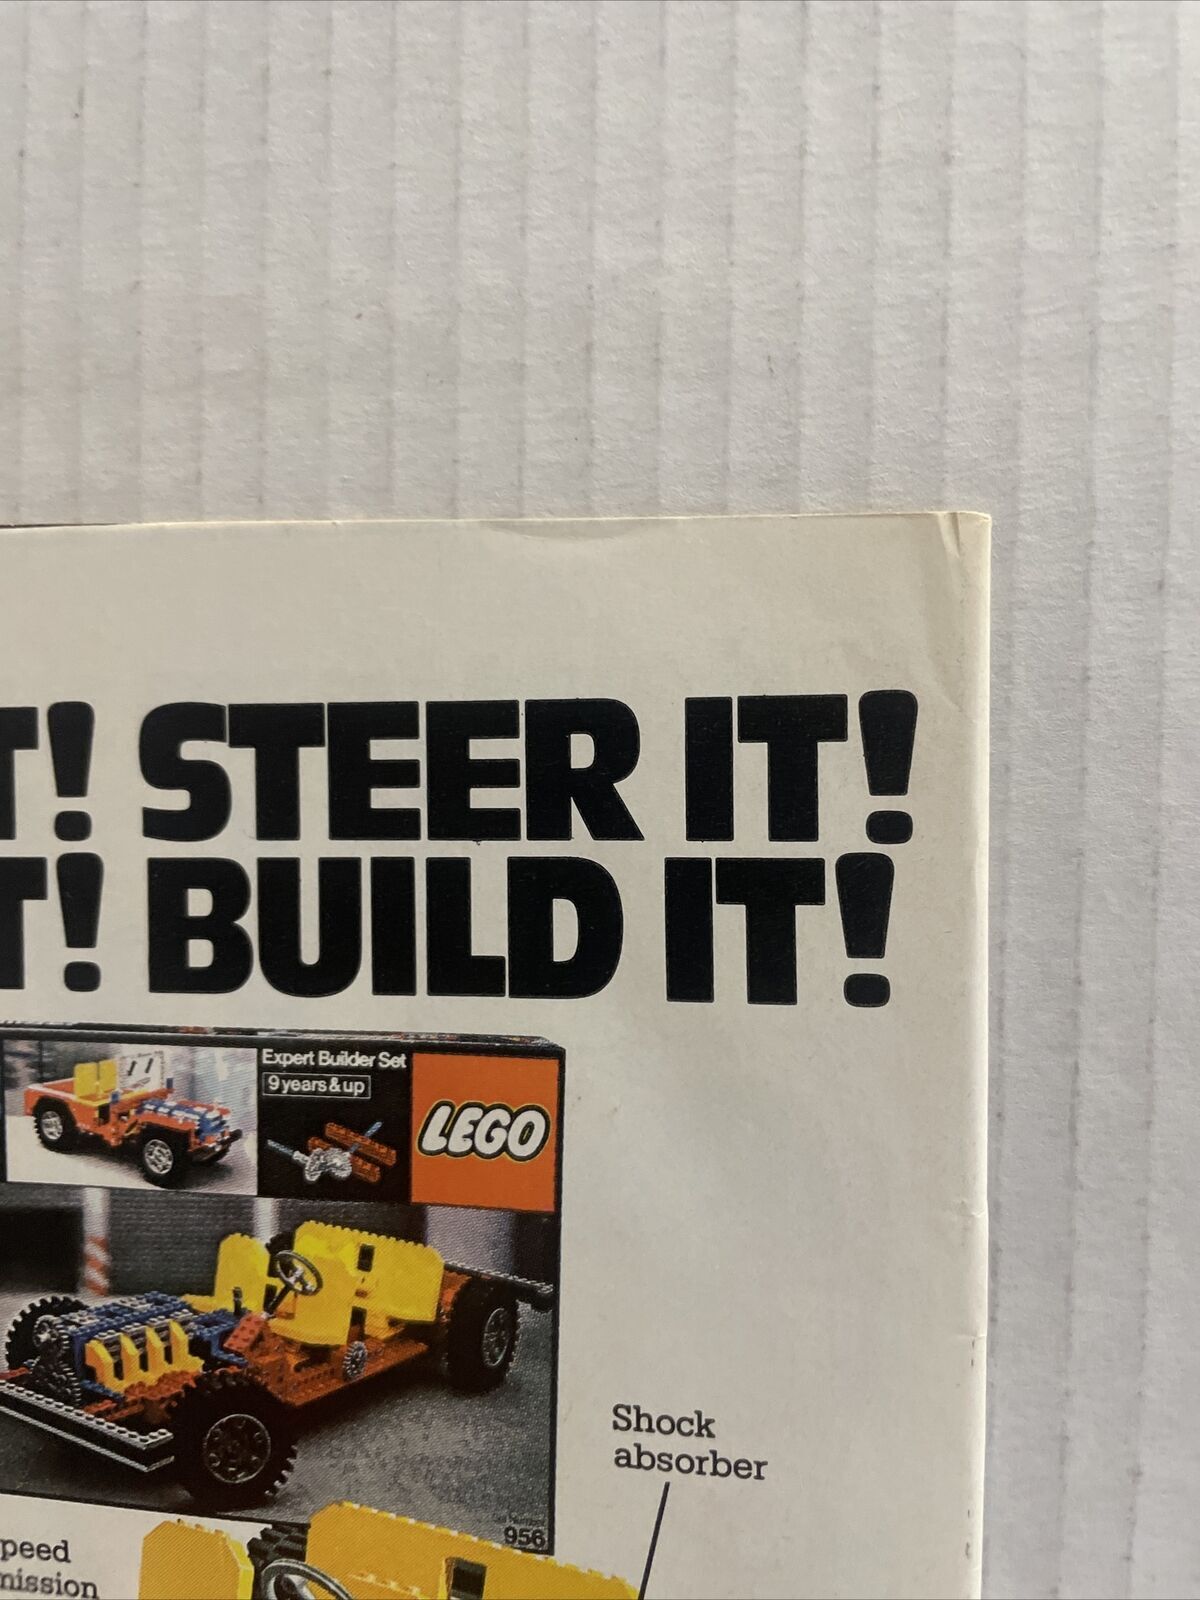 T! STEER IT!
T! BUILD IT!
Expert Builder Set
9 years & up
LEGO
Shock
absorber
956
peed
mission